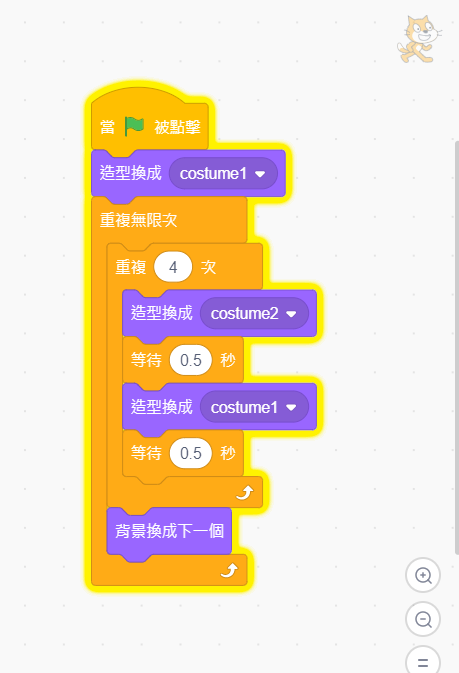 當 被點擊
造型換成 costume1
重複無限次
重複 4 次
造型換成 costume2
等待 0.5 秒
造型換成 costume1
等待 0.5 秒
背景換成下一個